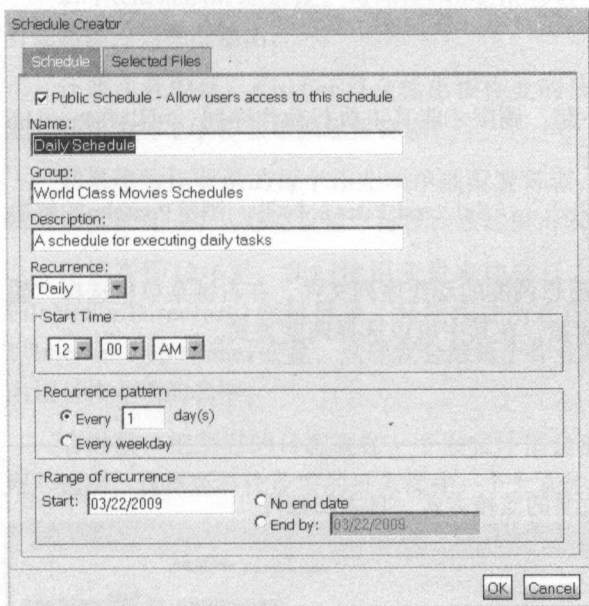 Schedule Creator
Schedule Selected Files
Public Schedule - Allow users access to this schedule
Name:
Daily Schedule
Group:
World Class Movies Schedules
Description:
A schedule for executing daily tasks
Recurrence:
Daily
Start Time
12 00 AM
Recurrence pattern
Every 1 day(s)
Every weekday
Range of recurrence
Start: 03/22/2009
No end date
End by: 03/22/2009
OK Cancel